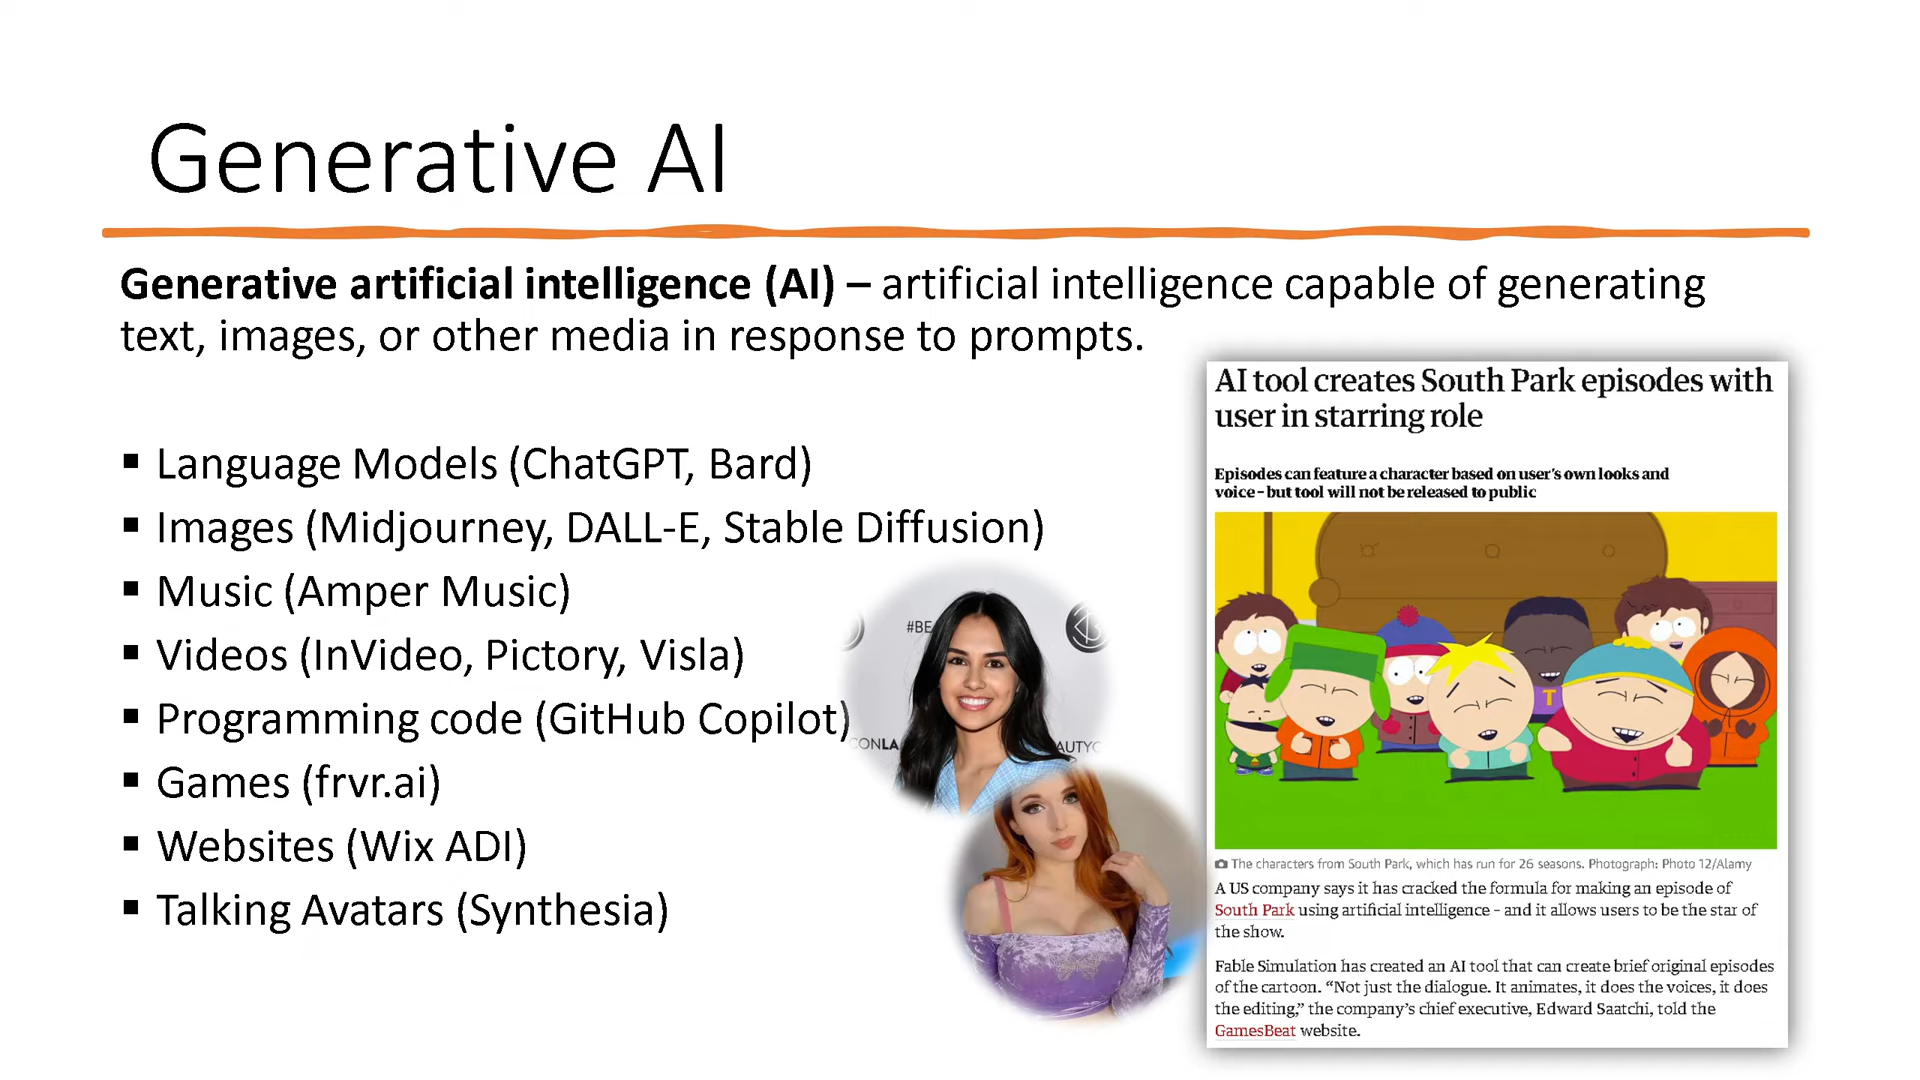 Generative AI
Generative artificial intelligence (AI) – artificial intelligence capable of generating
text, images, or other media in response to prompts.
▪ Language Models (ChatGPT, Bard)
▪ Images (Midjourney, DALL-E, Stable Diffusion)
▪ Music (Amper Music)
▪ Videos (InVideo, Pictory, Visla)
▪ Programming code (GitHub Copilot)
▪ Games (frvr.ai)
▪ Websites (Wix ADI)
▪ Talking Avatars (Synthesia)
#BE
CONLA
AUTYC
AI tool creates South Park episodes with
user in starring role
Episodes can feature a character based on user's own looks and
voice – but tool will not be released to public
T
The characters from South Park, which has run for 26 seasons. Photograph: Photo 12/Alamy
A US company says it has cracked the formula for making an episode of
South Park using artificial intelligence – and it allows users to be the star of
the show.
Fable Simulation has created an AI tool that can create brief original episodes
of the cartoon. “Not just the dialogue. It animates, it does the voices, it does
the editing,” the company's chief executive, Edward Saatchi, told the
GamesBeat website.